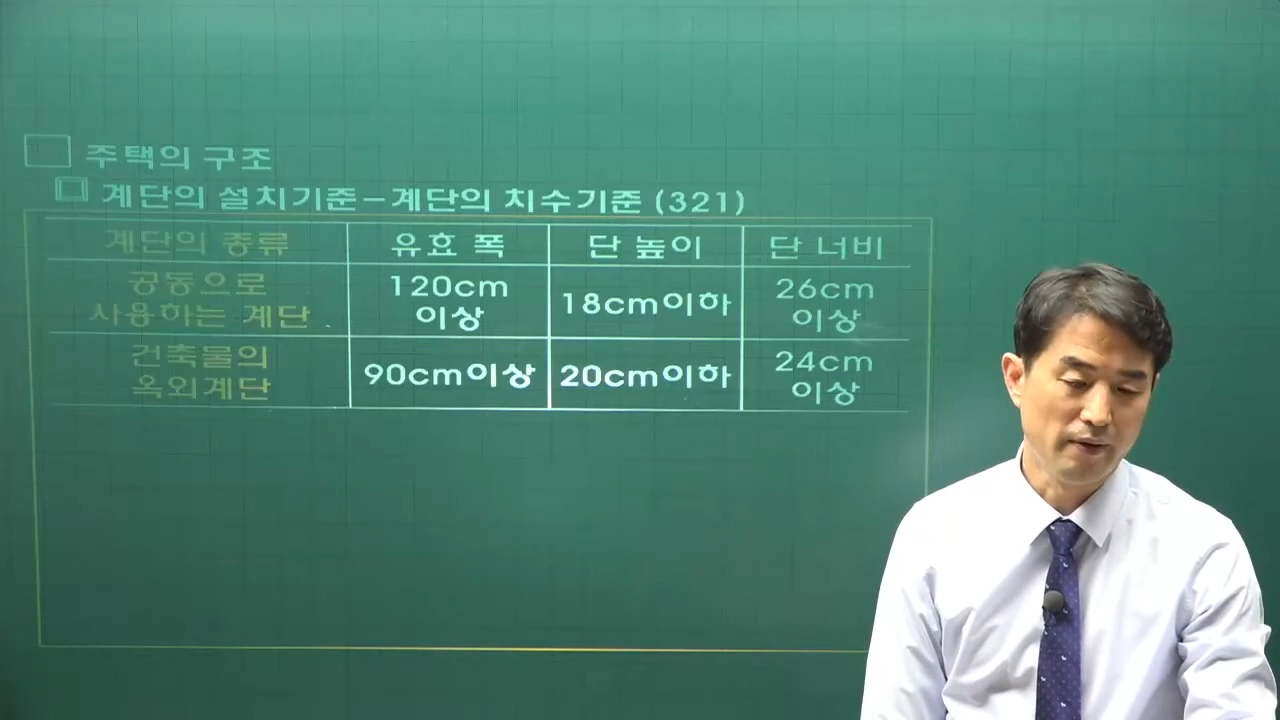 주택의 구조
계단의 설치기준-계단의 치수기준 (321)
계단의 종류 유효 폭 단 높이 단 너비
공동으로
사용하는 계단
120cm
이상
18cm이하
26cm
이상
건축물의
옥외계단
90cm이상
20cm이하
24cm
이상